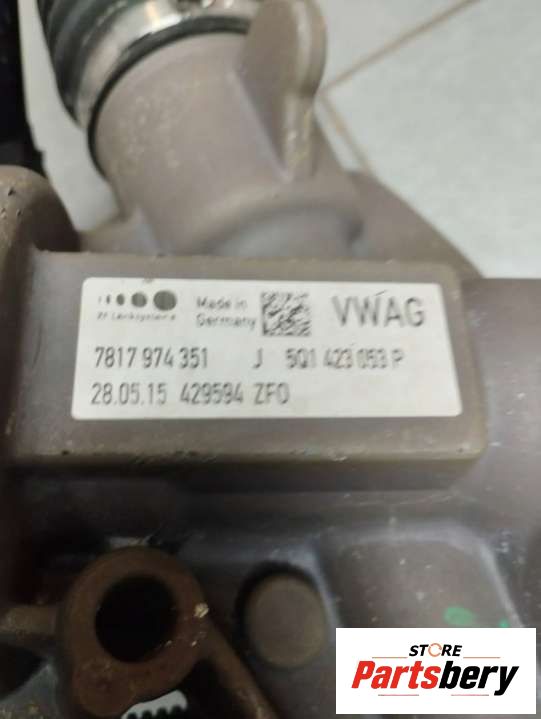 ZF Lenksysteme
Made in
Germany
VWAG
7817 974 351 J 5Q1 423 053 P
28.05.15 429594 ZFO
STORE
Partsbery